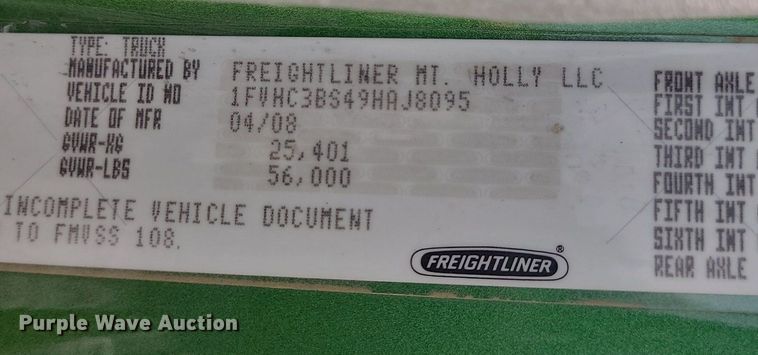 TYPE: TRUCK
MANUFACTURED BY FREIGHTLINER MT. HOLLY LLC
VEHICLE ID NO 1FVHC3BS49HAJ8095
DATE OF MFR 04/08
GVWR-KG 25,401
GVWR-LBS 56,000
INCOMPLETE VEHICLE DOCUMENT
TO FMVSS 108.
FREIGHTLINER®
FRONT AXLE
FIRST INT
SECOND INT
THIRD INT
FOURTH INT
FIFTH INT
SIXTH INT
REAR AXLE
Purple Wave Auction